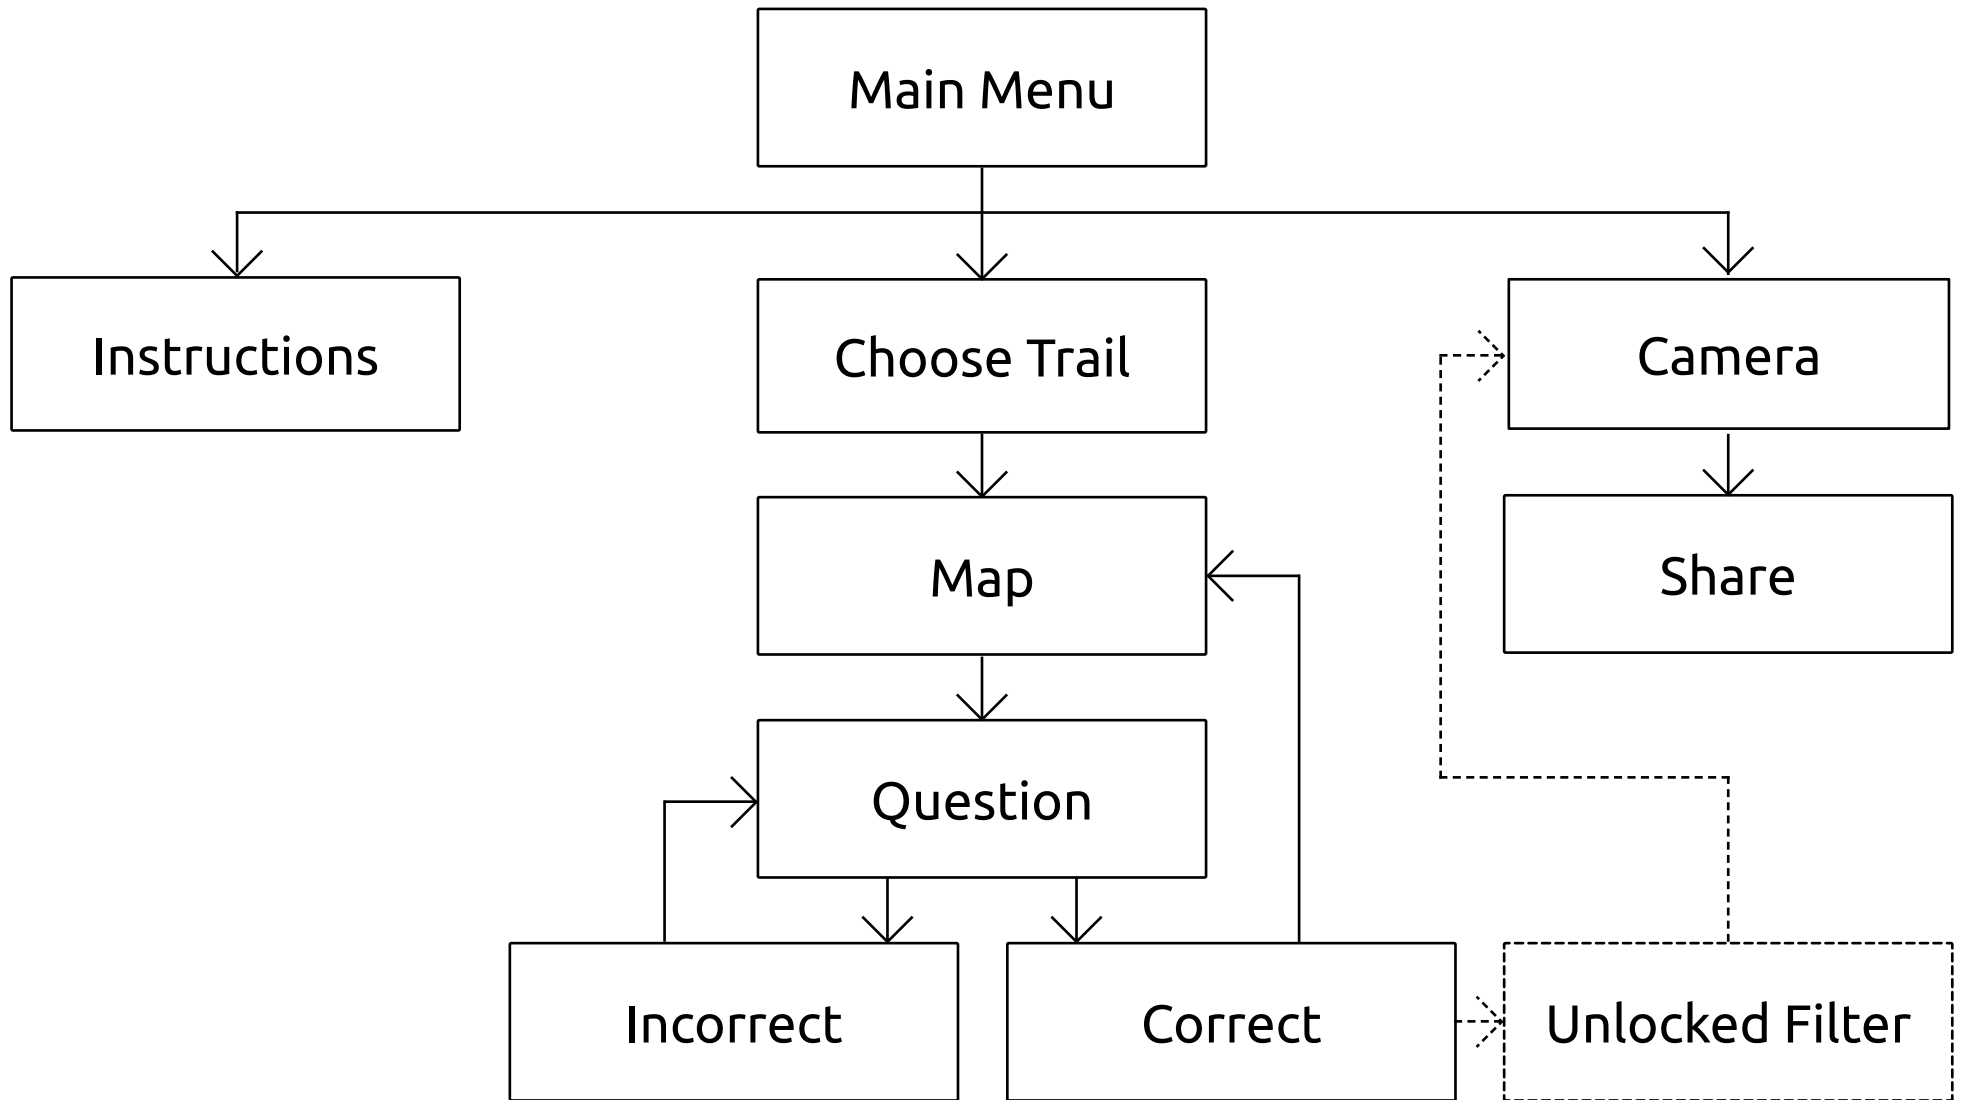 Main Menu
Instructions
Choose Trail
Camera
Map
Share
Question
Incorrect
Correct
Unlocked Filter